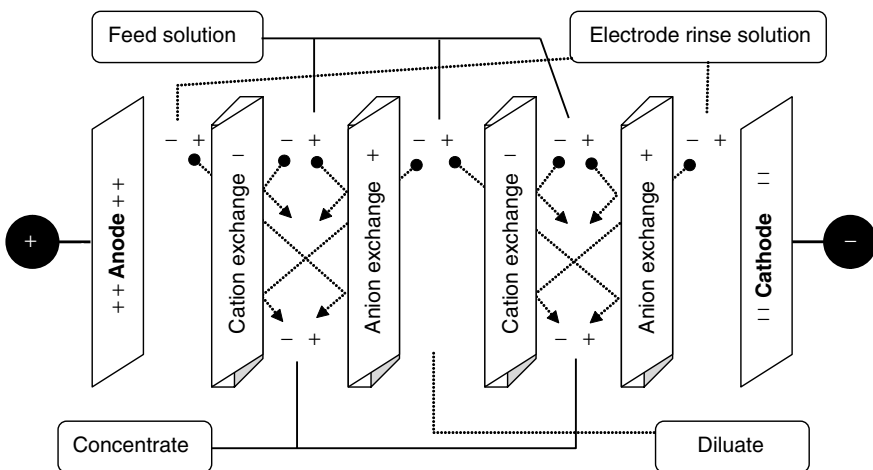 Feed solution
Electrode rinse solution
− + − + − + − + − +
+ + + Anode + +
Cation exchange −
Anion exchange +
Cation exchange −
Anion exchange +
Cathode − − − −
−
− + − +
Concentrate
Diluate